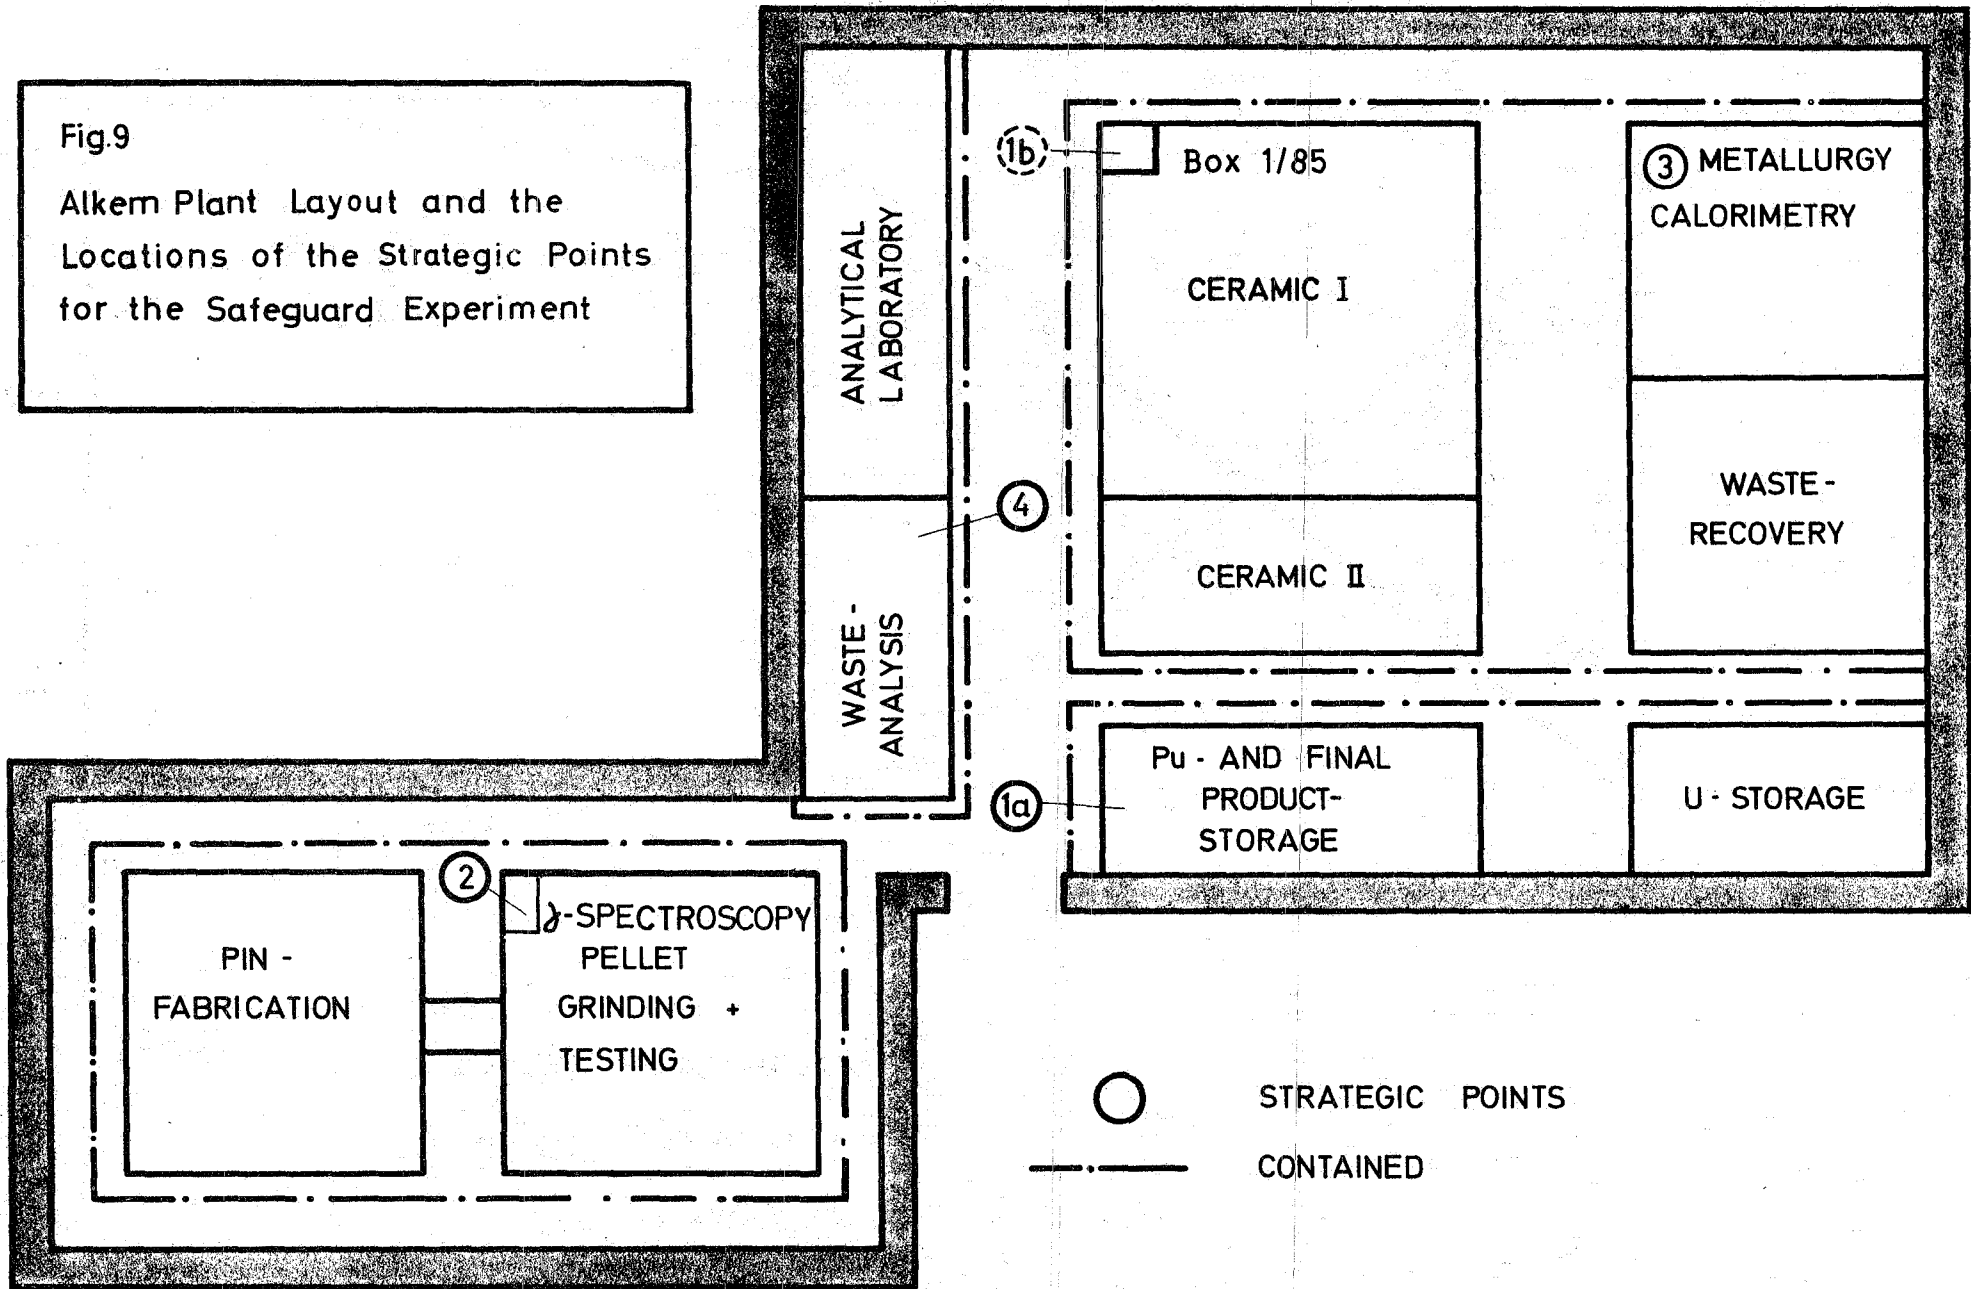 Fig.9
Alkem Plant Layout and the
Locations of the Strategic Points
for the Safeguard Experiment
ANALYTICAL
LABORATORY
WASTE-
ANALYSIS
1b
Box 1/85
CERAMIC I
CERAMIC II
3 METALLURGY
CALORIMETRY
WASTE-
RECOVERY
4
1a
Pu - AND FINAL
PRODUCT-
STORAGE
U - STORAGE
2
PIN -
FABRICATION
γ-SPECTROSCOPY
PELLET
GRINDING +
TESTING
STRATEGIC POINTS
CONTAINED